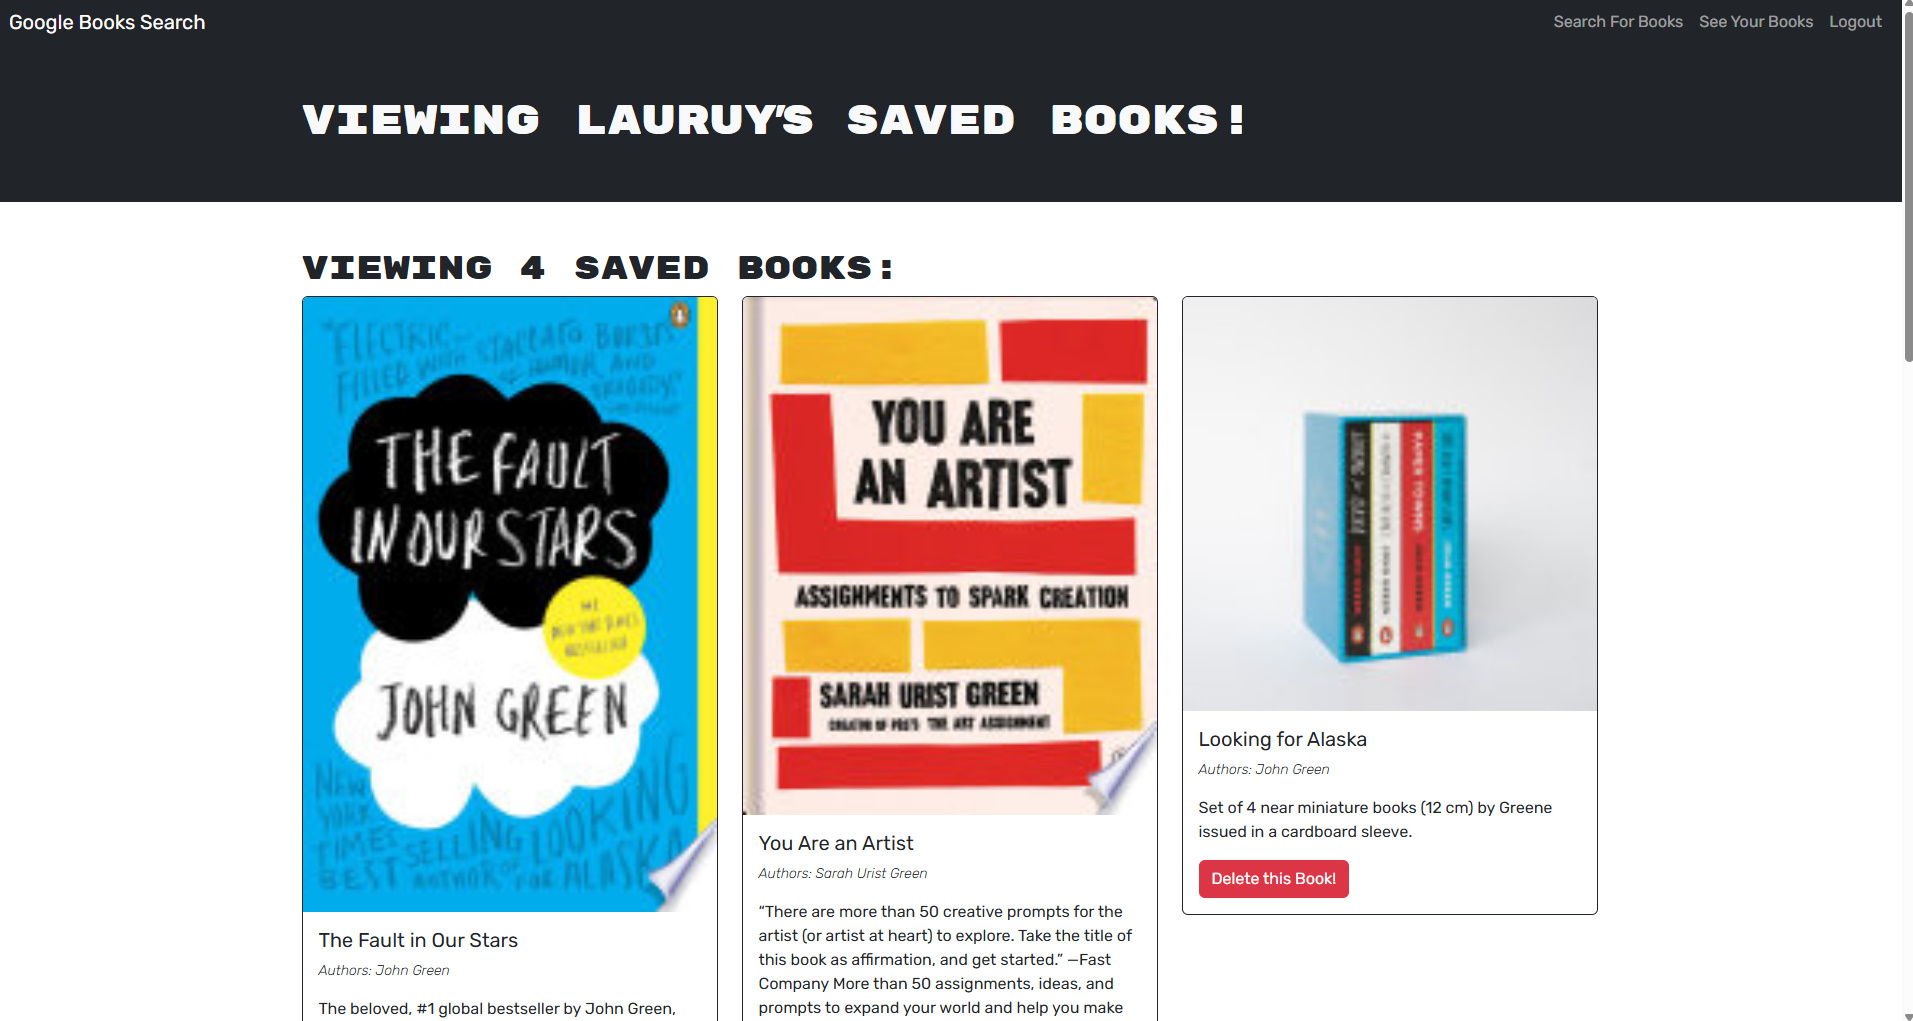 Google Books Search
Search For Books See Your Books Logout
VIEWING LAURUY'S SAVED BOOKS!
VIEWING 4 SAVED BOOKS:
"ELECTRIC—
FILLED WITH STACCATO BURSTS
OF HUMOR AND
TRAGEDY."
THE FAULT
IN OUR STARS
JOHN GREEN
NEW
YORK
TIMES
BESTSELLING
AUTHOR OF
LOOKING
FOR ALASKA
The Fault in Our Stars
Authors: John Green
The beloved, #1 global bestseller by John Green,
YOU ARE
AN ARTIST
ASSIGNMENTS TO SPARK CREATION
SARAH URIST GREEN
CREATOR OF PBS'S THE ART ASSIGNMENT
You Are an Artist
Authors: Sarah Urist Green
“There are more than 50 creative prompts for the
artist (or artist at heart) to explore. Take the title of
this book as affirmation, and get started.” —Fast
Company More than 50 assignments, ideas, and
prompts to expand your world and help you make
PAPER TOWNS
Looking for Alaska
Authors: John Green
Set of 4 near miniature books (12 cm) by Greene
issued in a cardboard sleeve.
Delete this Book!